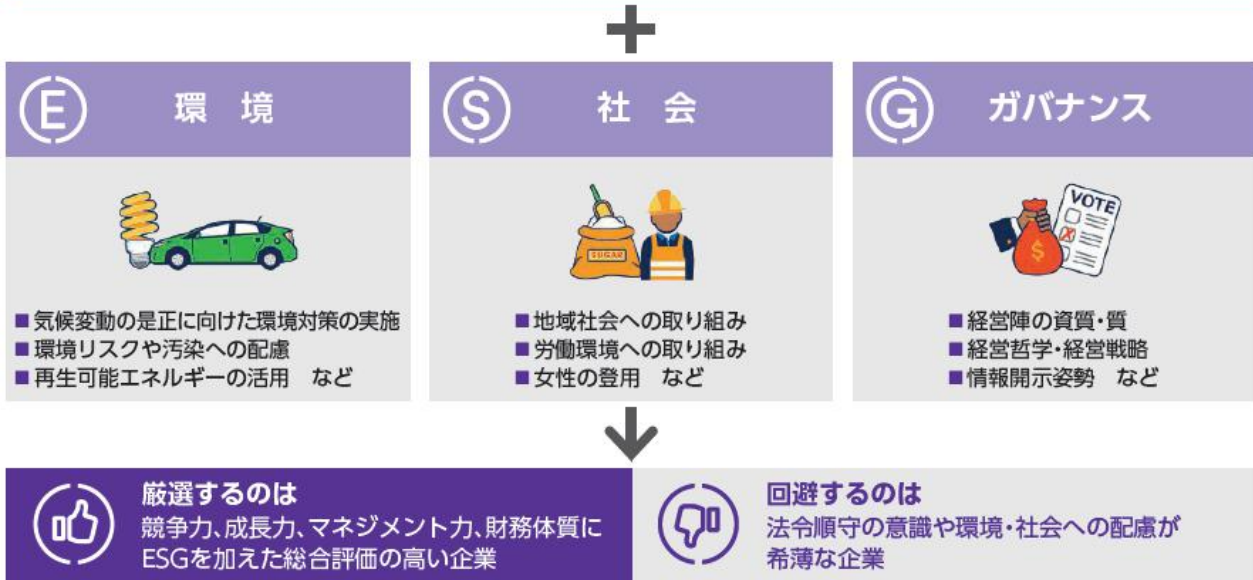 +
E 環 境
■気候変動の是正に向けた環境対策の実施
■環境リスクや汚染への配慮
■再生可能エネルギーの活用 など
S 社 会
SUGAR
■地域社会への取り組み
■労働環境への取り組み
■女性の登用 など
G ガバナンス
VOTE
$
■経営陣の資質・質
■経営哲学・経営戦略
■情報開示姿勢 など
厳選するのは
競争力、成長力、マネジメント力、財務体質に
ESGを加えた総合評価の高い企業
回避するのは
法令順守の意識や環境・社会への配慮が
希薄な企業